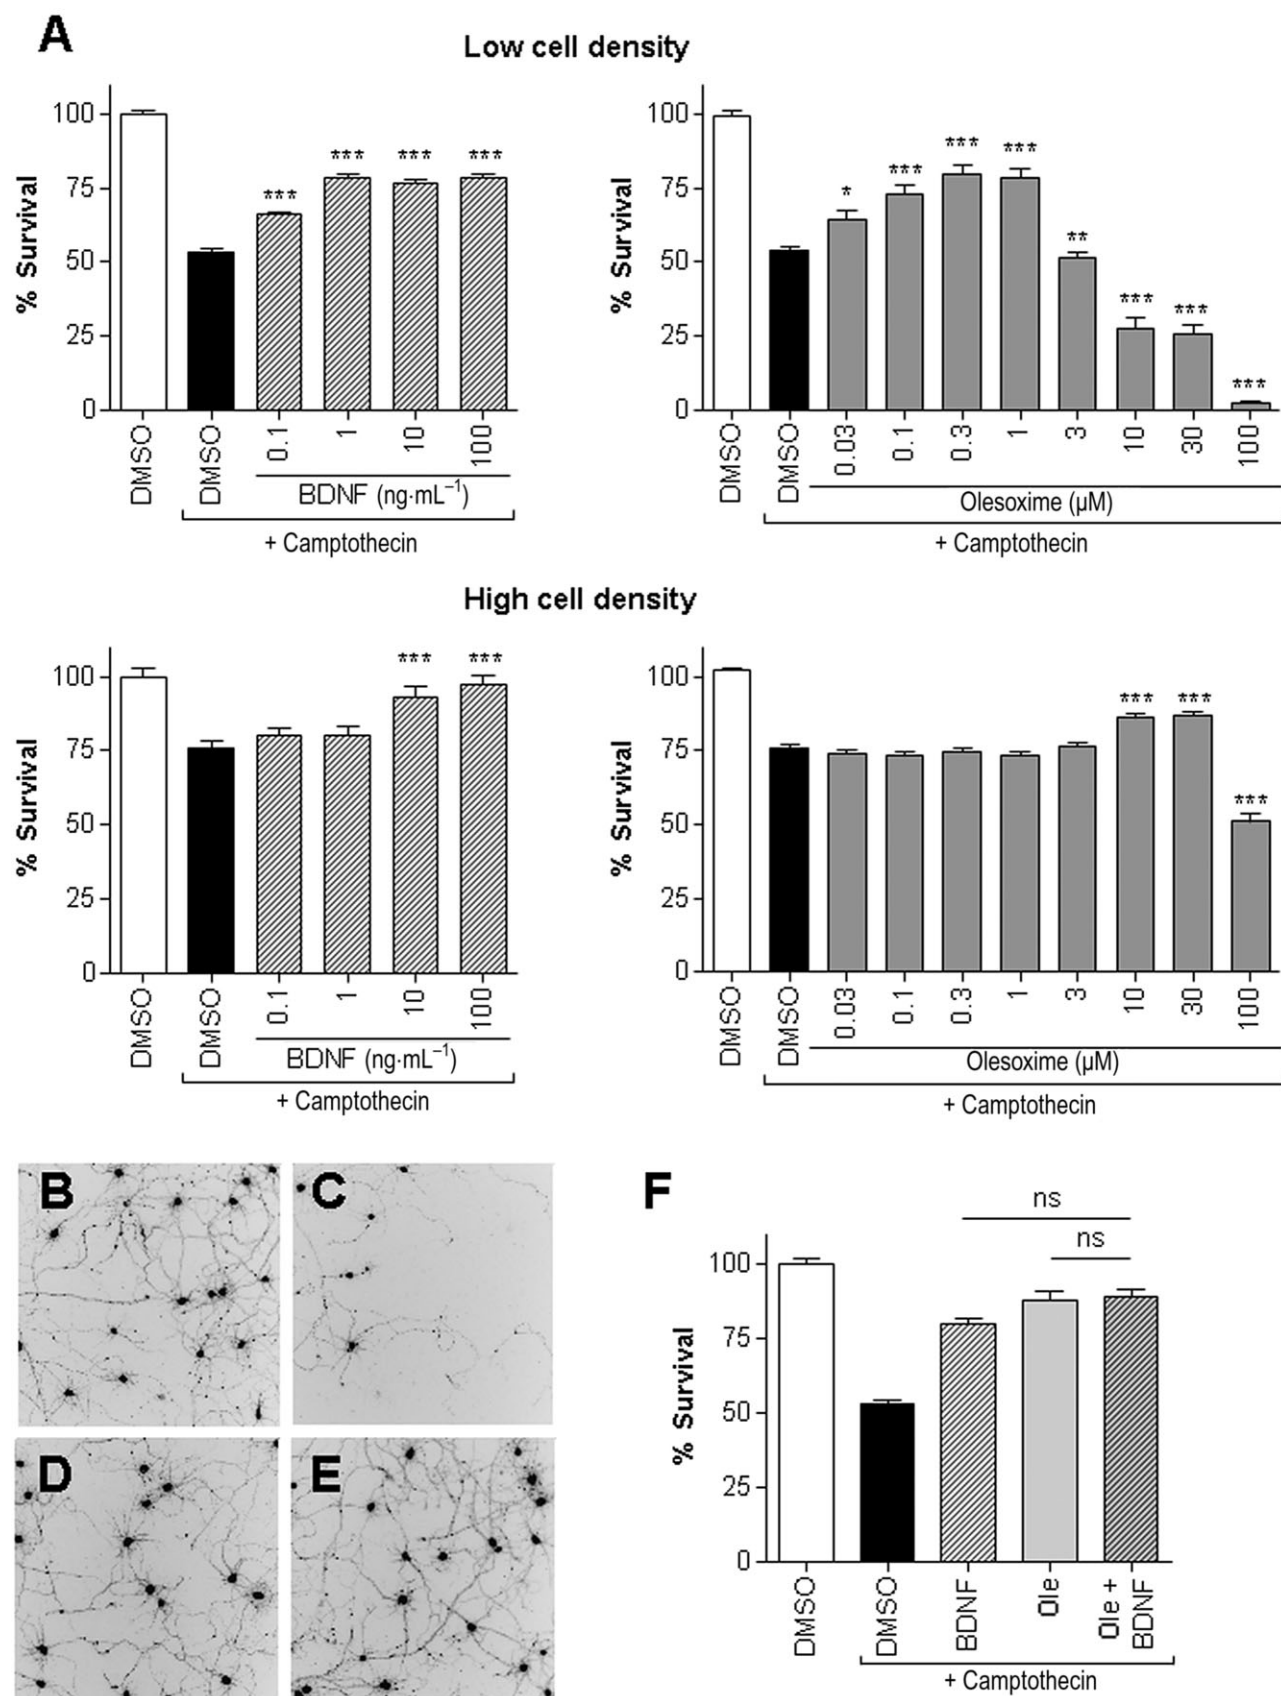 A
Low cell density
% Survival
100
75
50
25
0
***
***
***
***
DMSO
DMSO
0.1
1
10
100
BDNF (ng·mL⁻¹)
+ Camptothecin
% Survival
100
75
50
25
0
*
***
***
***
**
***
***
***
DMSO
DMSO
0.03
0.1
0.3
1
3
10
30
100
Olesoxime (µM)
+ Camptothecin
High cell density
% Survival
100
75
50
25
0
***
***
DMSO
DMSO
0.1
1
10
100
BDNF (ng·mL⁻¹)
+ Camptothecin
% Survival
100
75
50
25
0
***
***
***
DMSO
DMSO
0.03
0.1
0.3
1
3
10
30
100
Olesoxime (µM)
+ Camptothecin
B
C
D
E
F
% Survival
100
75
50
25
0
ns
ns
DMSO
DMSO
BDNF
Ole
Ole +
BDNF
+ Camptothecin